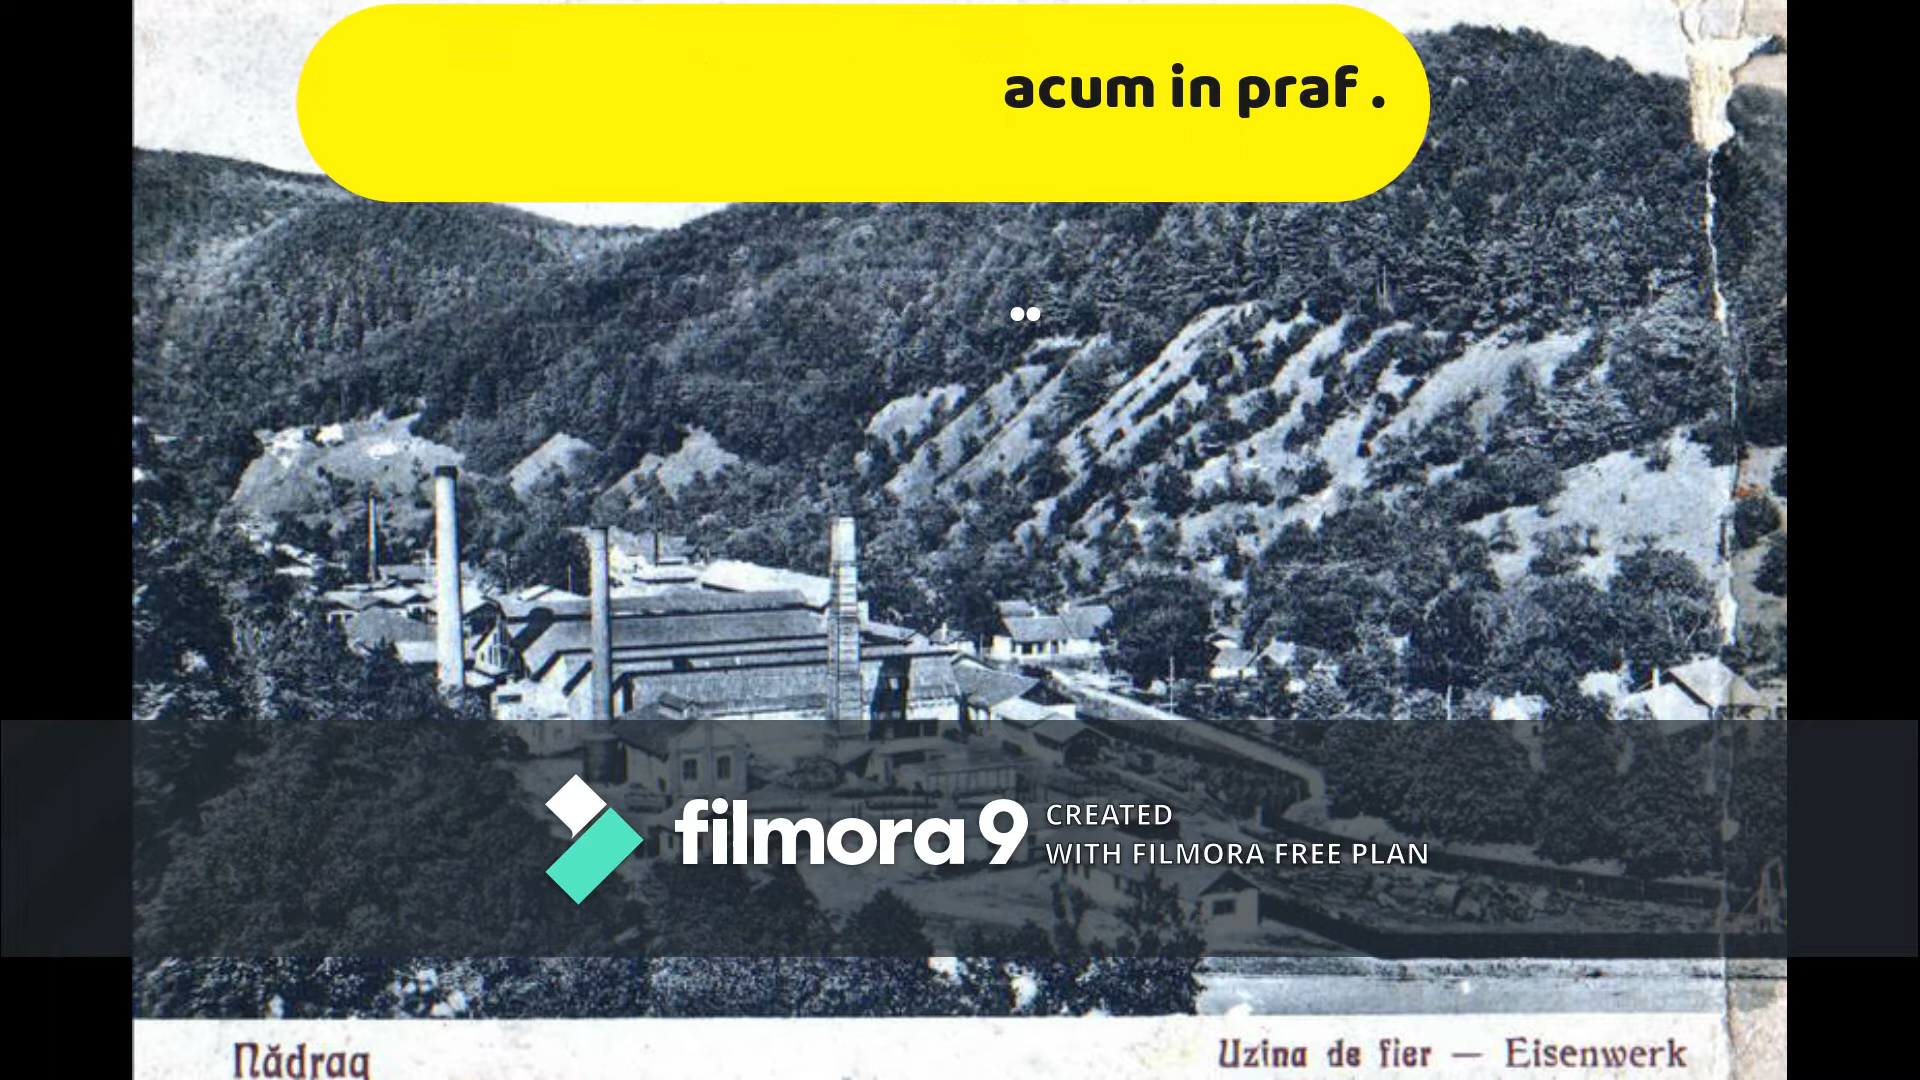 acum in praf .
filmora 9 CREATED
WITH FILMORA FREE PLAN
Nădrag
Uzina de fier — Eisenwerk